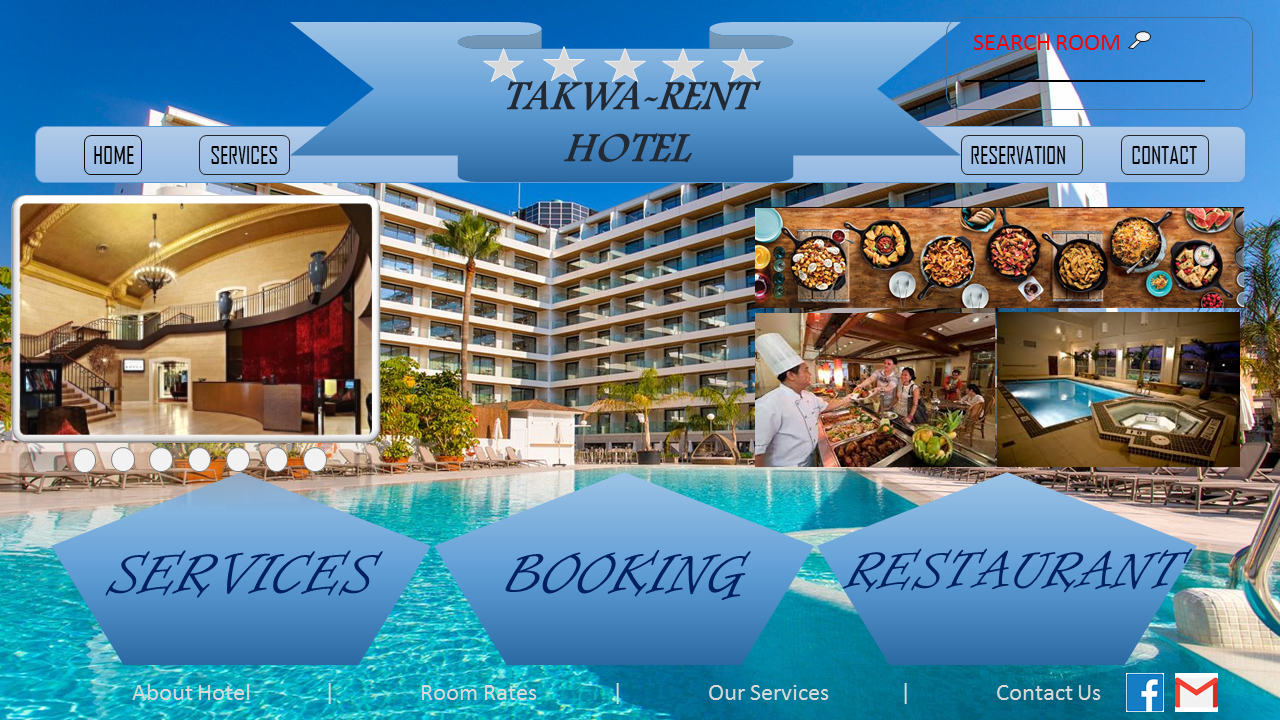 SEARCH ROOM
TAKWA-RENT
HOTEL
HOME
SERVICES
RESERVATION
CONTACT
SERVICES
BOOKING
RESTAURANT
About Hotel | Room Rates | Our Services | Contact Us